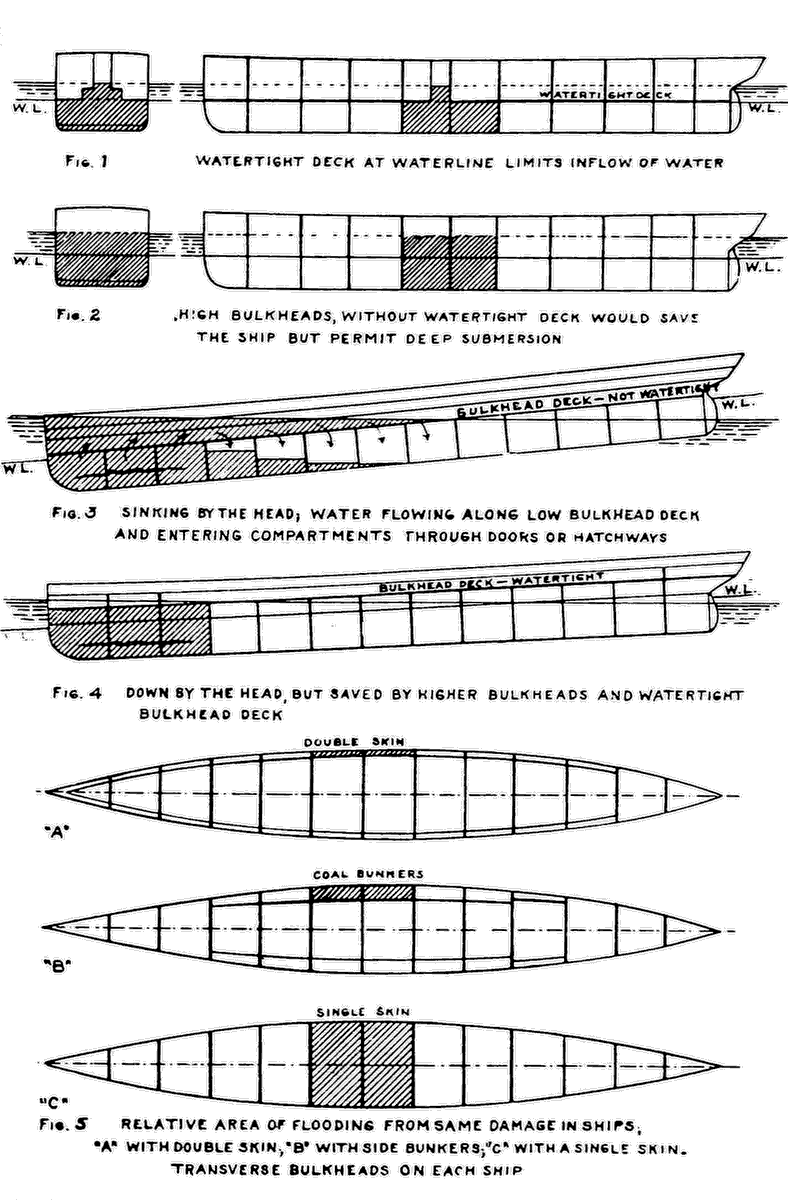 WATERTIGHT DECK
W.L. W.L.
FIG. 1 WATERTIGHT DECK AT WATERLINE LIMITS INFLOW OF WATER
W.L. W.L.
FIG. 2 HIGH BULKHEADS, WITHOUT WATERTIGHT DECK WOULD SAVE
THE SHIP BUT PERMIT DEEP SUBMERSION
BULKHEAD DECK—NOT WATERTIGHT
W.L.
W.L.
FIG. 3 SINKING BY THE HEAD; WATER FLOWING ALONG LOW BULKHEAD DECK
AND ENTERING COMPARTMENTS THROUGH DOORS OR HATCHWAYS
BULKHEAD DECK—WATERTIGHT
W.L.
FIG. 4 DOWN BY THE HEAD, BUT SAVED BY HIGHER BULKHEADS AND WATERTIGHT
BULKHEAD DECK
DOUBLE SKIN
"A"
COAL BUNKERS
"B"
SINGLE SKIN
"C"
FIG. 5 RELATIVE AREA OF FLOODING FROM SAME DAMAGE IN SHIPS;
"A" WITH DOUBLE SKIN; "B" WITH SIDE BUNKERS; "C" WITH A SINGLE SKIN.
TRANSVERSE BULKHEADS ON EACH SHIP